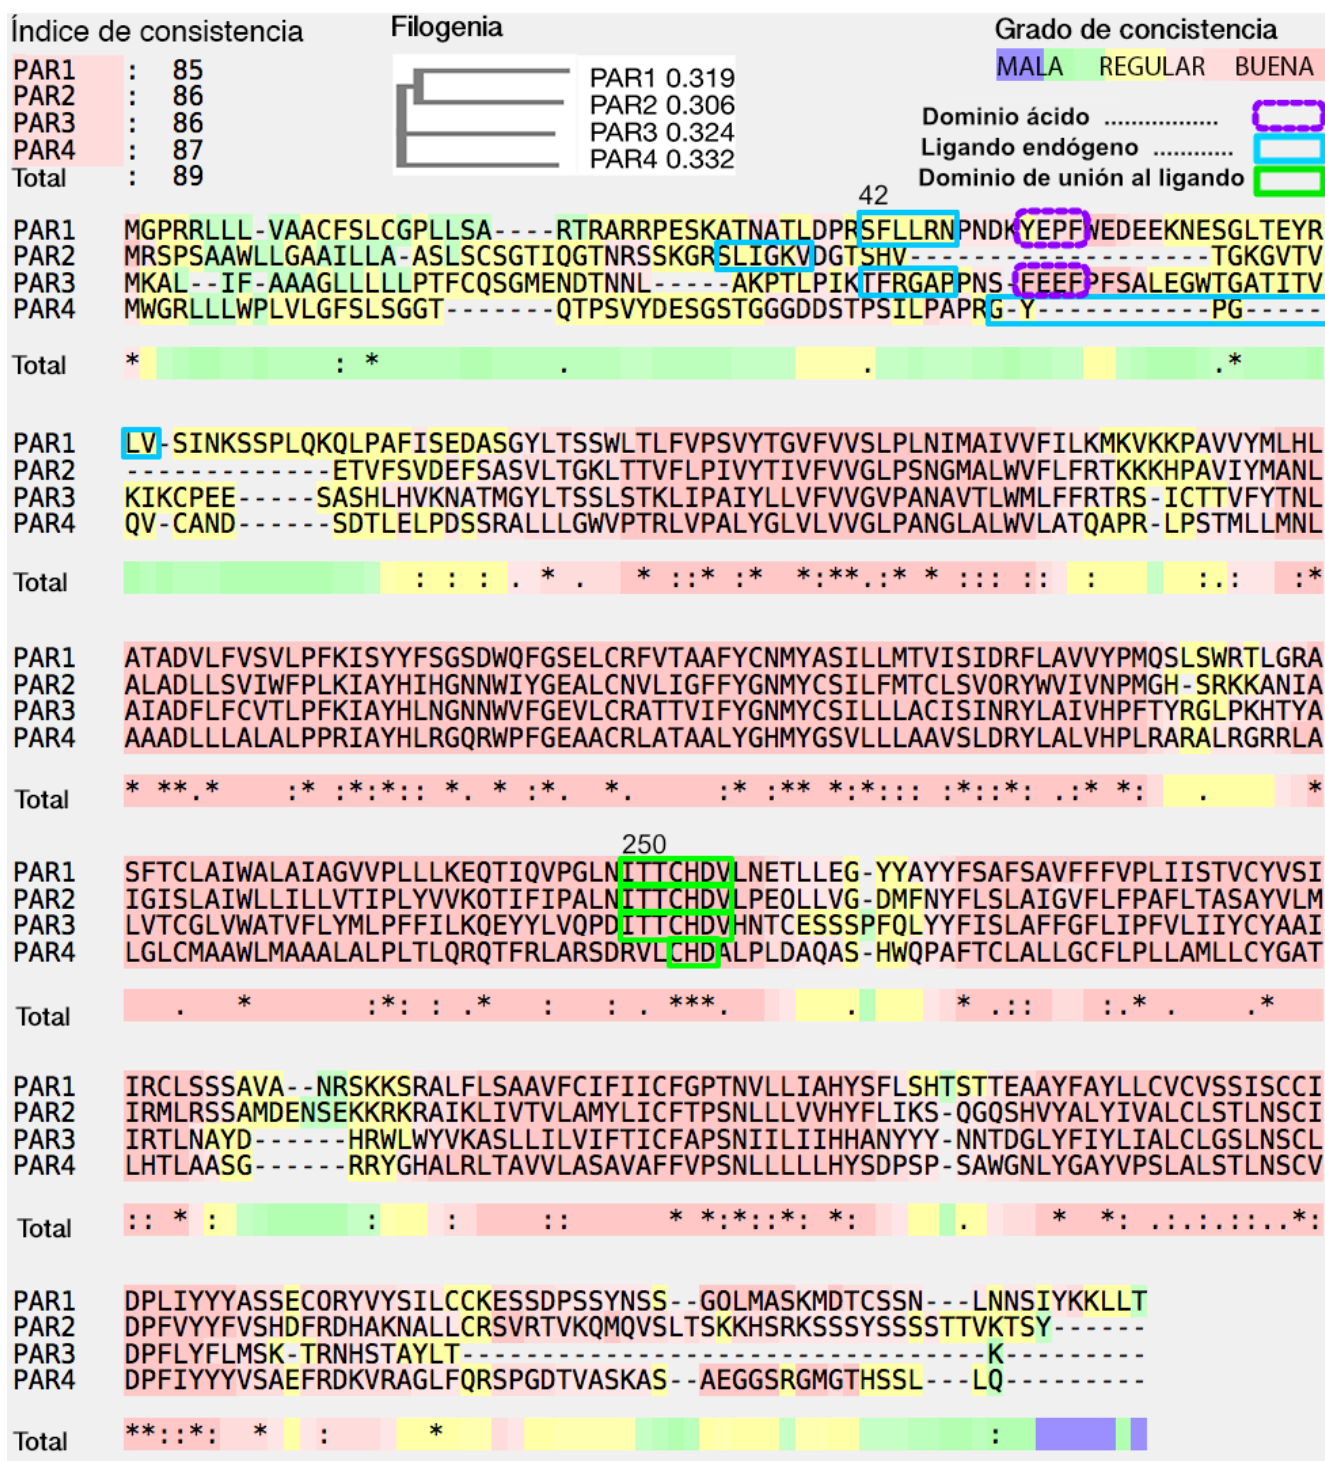 Índice de consistencia
PAR1 : 85
PAR2 : 86
PAR3 : 86
PAR4 : 87
Total : 89
Filogenia
PAR1 0.319
PAR2 0.306
PAR3 0.324
PAR4 0.332
Grado de concistencia
MALA REGULAR BUENA
Dominio ácido .................
Ligando endógeno ............
Dominio de unión al ligando
42
PAR1 MGPRRLLL-VAACFSLCGPLLSA----RTRARRPESKATNATLDPRSFLLRNPNDKYEPFWEDEEKNESGLTEYR
PAR2 MRSPSAAWLLGAAILLA-ASLSCSGTIQGTNRSSKGRSLIGKVDGTSHV-------------------TGKGVTV
PAR3 MKAL--IF-AAAGLLLLLPTFCQSGMENDTNNL-----AKPTLPIKTFRGAPPNS-FEEFPFSALEGWTGATITV
PAR4 MWGRLLLWPLVLGFSLSGGT-------QTPSVYDESGSTGGGDDSTPSILPAPRG-Y-----------PG-----
Total * : * . . .*
PAR1 LV-SINKSSPLQKQLPAFISEDASGYLTSSWLTLFVPSVYTGVFVVSLPLNIMAIVVFILKMKVKKPAVVYMLHL
PAR2 -------------ETVFSVDEFSASVLTGKLTTVFLPIVYTIVFVVGLPSNGMALWVFLFRTKKKHPAVIYMANL
PAR3 KIKCPEE-----SASHLHVKNATMGYLTSSLSTKLIPAIYLLVFVVGVPANAVTLWMLFFRTRS-ICTTVFYTNL
PAR4 QV-CAND------SDTLELPDSSRALLLGWVPTRLVPALYGLVLVVGLPANGLALWVLATQAPR-LPSTMLLMNL
Total : : : . * . * ::* :* *:**.:* * ::: :: : :.: :*
PAR1 ATADVLFVSVLPFKISYYFSGSDWQFGSELCRFVTAAFYCNMYASILLMTVISIDRFLAVVYPMQSLSWRTLGRA
PAR2 ALADLLSVIWFPLKIAYHIHGNNWIYGEALCNVLIGFFYGNMYCSILFMTCLSVORYWVIVNPMGH-SRKKANIA
PAR3 AIADFLFCVTLPFKIAYHLNGNNWVFGEVLCRATTVIFYGNMYCSILLLACISINRYLAIVHPFTYRGLPKHTYA
PAR4 AAADLLLALALPPRIAYHLRGQRWPFGEAACRLATAALYGHMYGSVLLLAAVSLDRYLALVHPLRARALRGRRLA
Total * **.* :* :*:*:: *. * :*. *. :* :** *:*::: :*::*: .:* *: . *
250
PAR1 SFTCLAIWALAIAGVVPLLLKEQTIQVPGLNITTCHDVLNETLLEG-YYAYYFSAFSAVFFFVPLIISTVCYVSI
PAR2 IGISLAIWLLILLVTIPLYVVKOTIFIPALNITTCHDVLPEOLLVG-DMFNYFLSLAIGVFLFPAFLTASAYVLM
PAR3 LVTCGLVWATVFLYMLPFFILKQEYYLVQPDITTCHDVHNTCESSSPFQLYYFISLAFFGFLIPFVLIIYCYAAI
PAR4 LGLCMAAWLMAAALALPLTLQRQTFRLARSDRVLCHDALPLDAQAS-HWQPAFTCLALLGCFLPLLAMLLCYGAT
Total . * :*: : .* : : . ***. . * .:: :.* . .*
PAR1 IRCLSSSAVA--NRSKKSRALFLSAAVFCIFIICFGPTNVLLIAHYSFLSHTSTTEAAYFAYLLCVCVSSISCCI
PAR2 IRMLRSSAMDENSEKKRKRAIKLIVTVLAMYLICFTPSNLLLVVHYFLIKS-QGQSHVYALYIVALCLSTLNSCI
PAR3 IRTLNAYD------HRWLWYVKASLLILVIFTICFAPSNIILIIHHANYYY-NNTDGLYFIYLIALCLGSLNSCL
PAR4 LHTLAASG------RRYGHALRLTAVVLASAVAFFVPSNLLLLLHYSDPSP-SAWGNLYGAYVPSLALSTLNSCV
Total :: * : : : :: * *:*::*: *: . * *: .:.:.::..*:
PAR1 DPLIYYYASSECORYVYSILCCKESSDPSSYNSS--GOLMASKMDTCSSN---LNNSIYKKLLT
PAR2 DPFVYYFVSHDFRDHAKNALLCRSVRTVKQMQVSLTSKKHSRKSSSYSSSSTTVKTSY------
PAR3 DPFLYFLMSK-TRNHSTAYLT---------------------------------K---------
PAR4 DPFIYYYVSAEFRDKVRAGLFQRSPGDTVASKAS--AEGGSRGMGTHSSL---LQ---------
Total **::*: * : * :